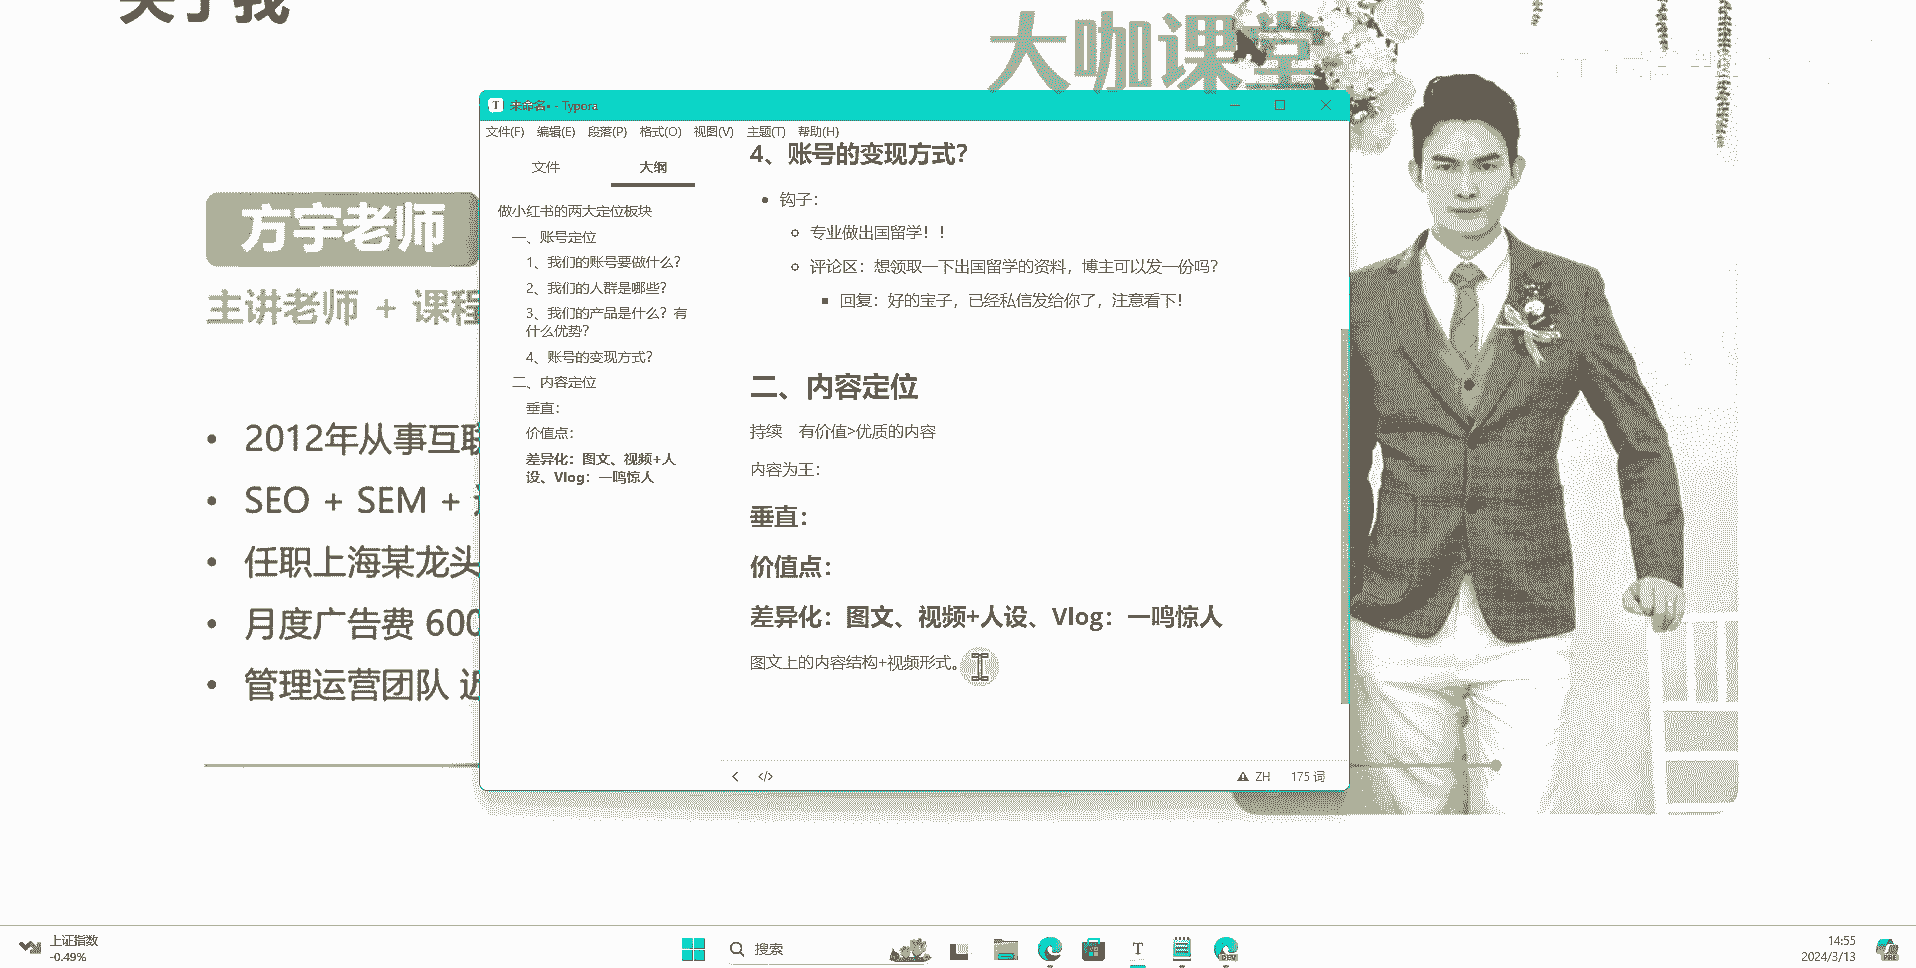 关于我
大咖课堂
方宇老师
主讲老师 + 课程
2012年从事互联
SEO + SEM +
任职上海某龙头
月度广告费 600
管理运营团队 近
未命名• - Typora
文件(F) 编辑(E) 段落(P) 格式(O) 视图(V) 主题(T) 帮助(H)
文件 大纲
做小红书的两大定位板块
一、账号定位
1、我们的账号要做什么？
2、我们的人群是哪些？
3、我们的产品是什么？有
什么优势？
4、账号的变现方式？
二、内容定位
垂直：
价值点：
差异化：图文、视频+人
设、Vlog：一鸣惊人
4、账号的变现方式？
钩子：
专业做出国留学！！
评论区：想领取一下出国留学的资料，博主可以发一份吗？
回复：好的宝子，已经私信发给你了，注意看下！
二、内容定位
持续 有价值>优质的内容
内容为王：
垂直：
价值点：
差异化：图文、视频+人设、Vlog：一鸣惊人
图文上的内容结构+视频形式。
ZH 175 词
上证指数
-0.49%
搜索
T
DEV
14:55
2024/3/13
PRE